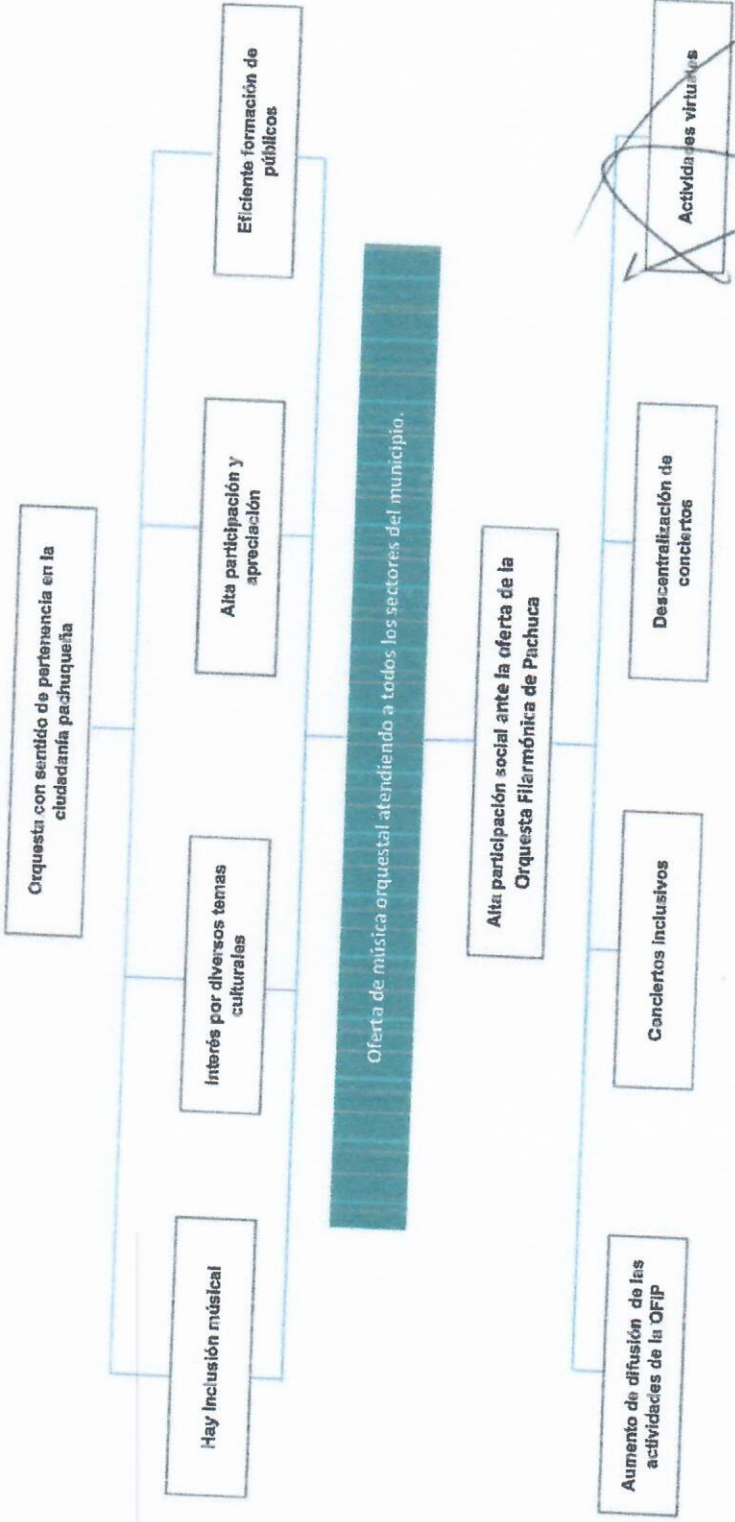 Orquesta con sentido de pertenencia en la
ciudadanía pachuqueña
Hay Inclusión músical
Interés por diversos temas
culturales
Alta participación y
apreciación
Eficiente formación de
públicos
Oferta de música orquestal atendiendo a todos los sectores del municipio.
Alta participación social ante la oferta de la
Orquesta Filarmónica de Pachuca
Aumento de difusión de las
actividades de la OFIP
Conciertos inclusivos
Descentralización de
conciertos
Actividades virtuales